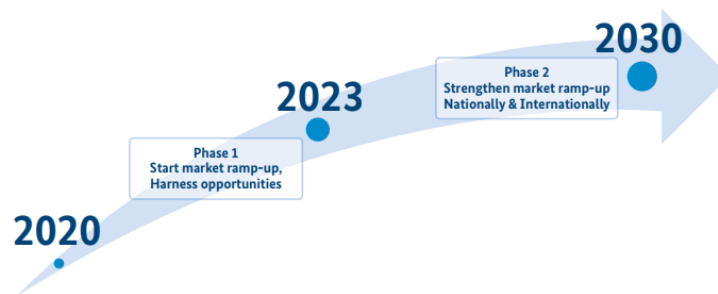 2030
Phase 2
Strengthen market ramp-up
Nationally & Internationally
2023
Phase 1
Start market ramp-up,
Harness opportunities
2020